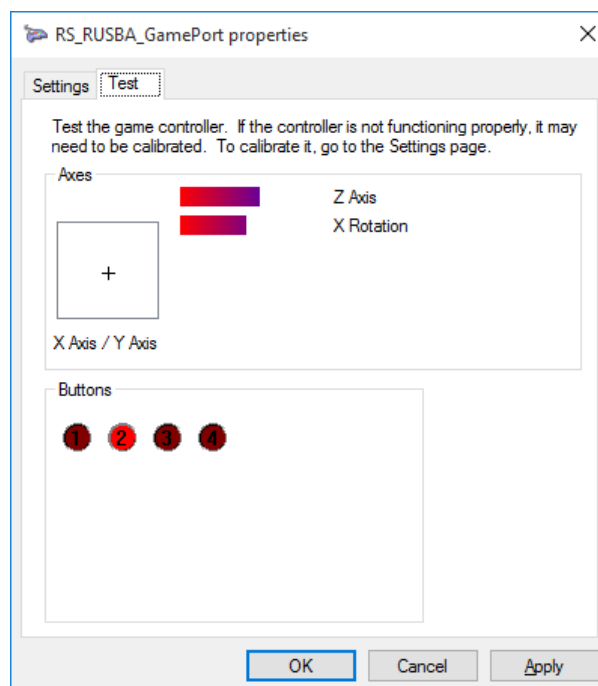 RS_RUSBA_GamePort properties
Settings
Test
Test the game controller. If the controller is not functioning properly, it may
need to be calibrated. To calibrate it, go to the Settings page.
Axes
Z Axis
X Rotation
X Axis / Y Axis
Buttons
1 2 3 4
OK Cancel Apply